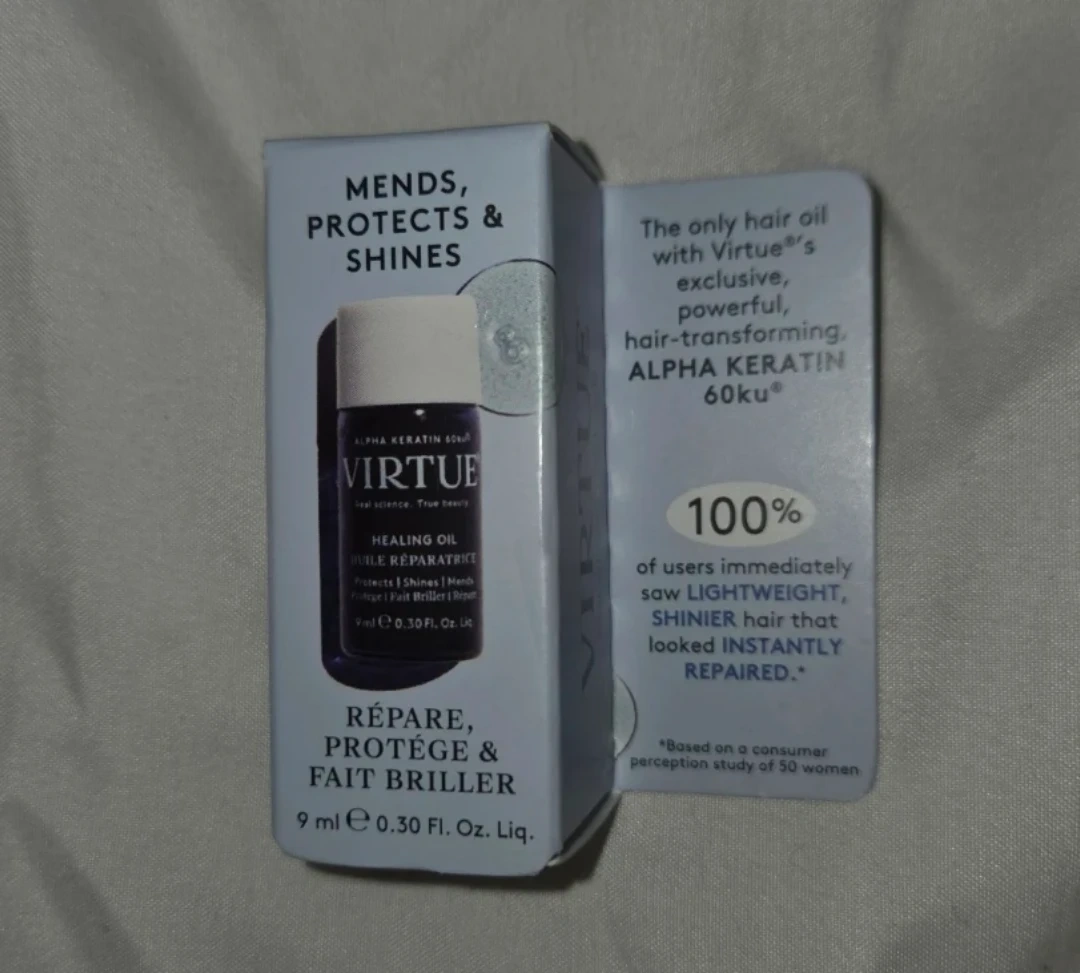 MENDS,
PROTECTS &
SHINES
ALPHA KERATIN 60ku®
VIRTUE
Real science. True beauty.
HEALING OIL
HUILE RÉPARATRICE
Protects | Shines | Mends
Protège | Fait Briller | Répare
9 ml ℮ 0.30 Fl. Oz. Liq.
RÉPARE,
PROTÉGE &
FAIT BRILLER
9 ml ℮ 0.30 Fl. Oz. Liq.
VIRTUE
The only hair oil
with Virtue®'s
exclusive,
powerful,
hair-transforming,
ALPHA KERATIN
60ku®
100%
of users immediately
saw LIGHTWEIGHT,
SHINIER hair that
looked INSTANTLY
REPAIRED.*
*Based on a consumer
perception study of 50 women